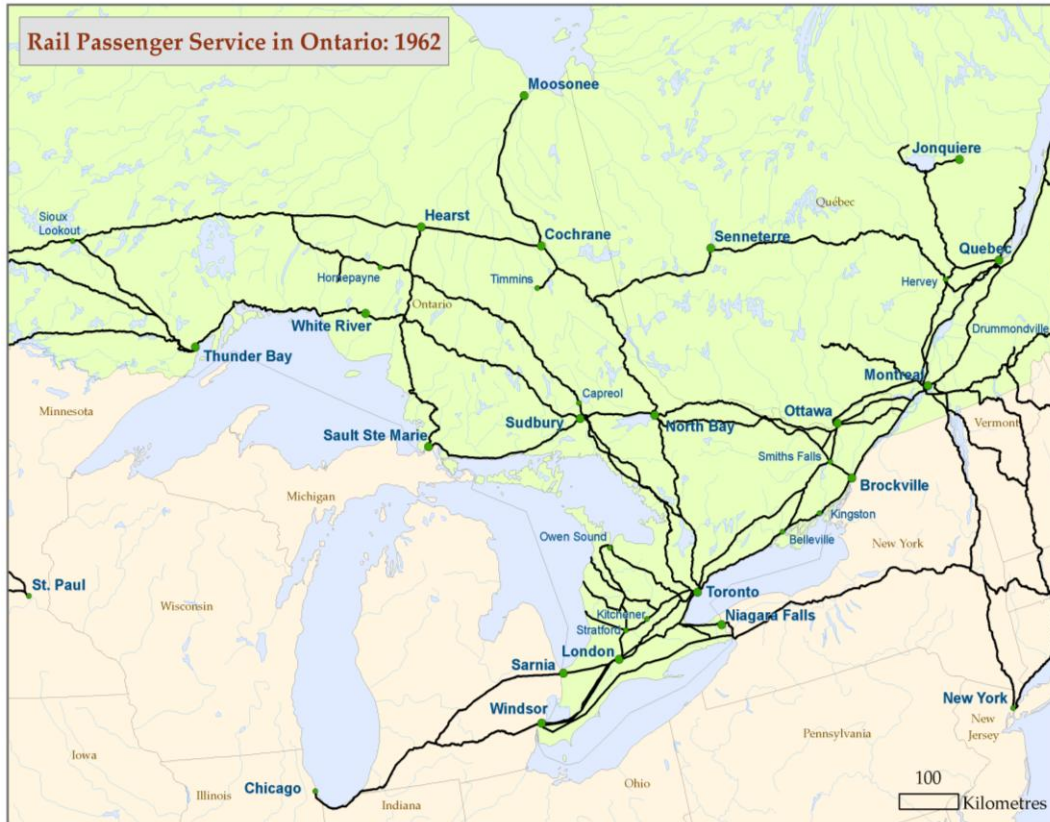 Rail Passenger Service in Ontario: 1962
Moosonee
Jonquiere
Québec
Sioux
Lookout
Hearst
Cochrane
Senneterre
Quebec
Hervey
Hornepayne
Timmins
Ontario
White River
Thunder Bay
Drummondville
Montreal
Minnesota
Capreol
Sudbury
North Bay
Ottawa
Vermont
Sault Ste Marie
Smiths Falls
Brockville
Michigan
Kingston
Owen Sound
Belleville
New York
St. Paul
Wisconsin
Toronto
Kitchener
Niagara Falls
Stratford
London
Sarnia
Windsor
New York
New
Jersey
Pennsylvania
Iowa
Chicago
Illinois
Indiana
Ohio
100
Kilometres